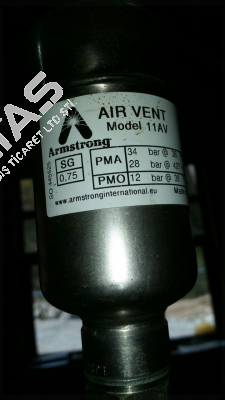 TAS
AIR VENT
Model 11AV
Armstrong
SG
0.75
PMA
34 bar @
28 bar @
PMO
12 bar @
www.armstronginternational.eu